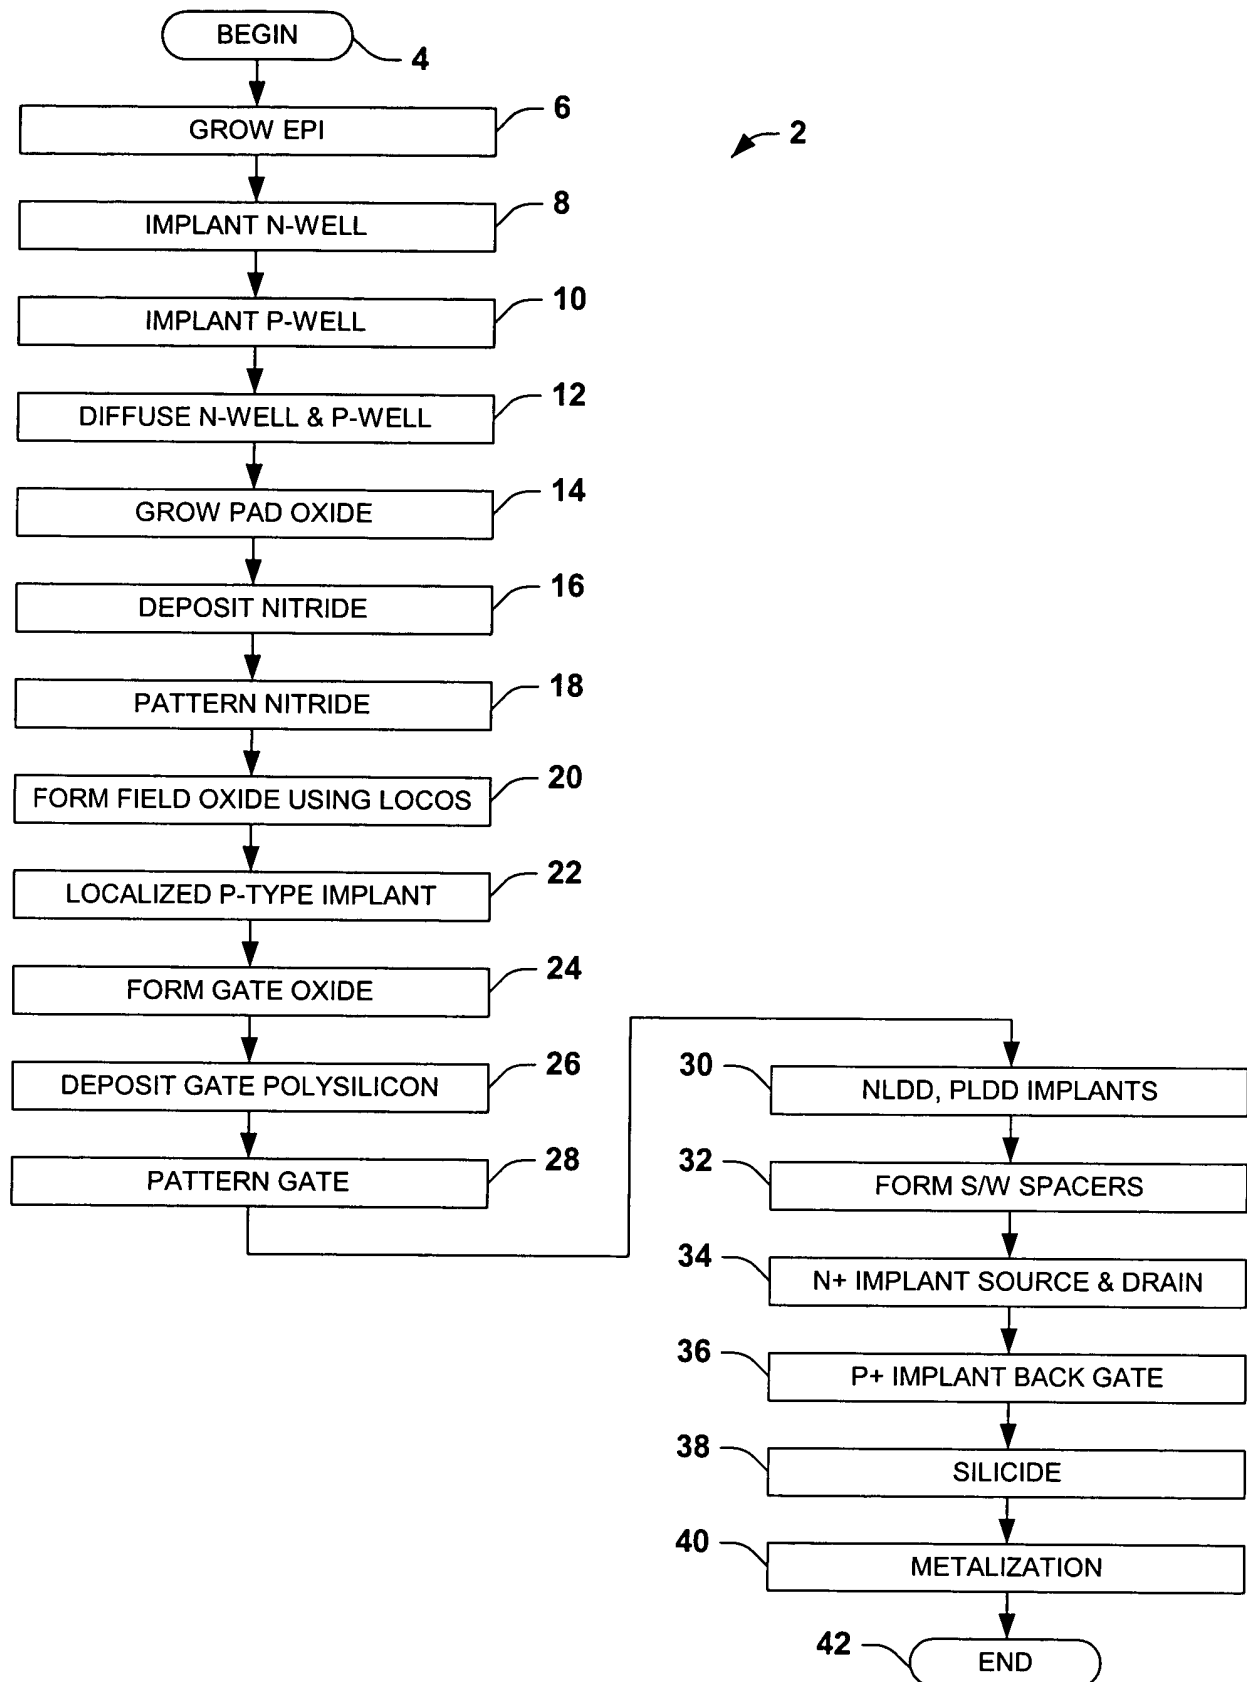 BEGIN
4
GROW EPI
6
2
IMPLANT N-WELL
8
IMPLANT P-WELL
10
DIFFUSE N-WELL & P-WELL
12
GROW PAD OXIDE
14
DEPOSIT NITRIDE
16
PATTERN NITRIDE
18
FORM FIELD OXIDE USING LOCOS
20
LOCALIZED P-TYPE IMPLANT
22
FORM GATE OXIDE
24
DEPOSIT GATE POLYSILICON
26
PATTERN GATE
28
30
NLDD, PLDD IMPLANTS
32
FORM S/W SPACERS
34
N+ IMPLANT SOURCE & DRAIN
36
P+ IMPLANT BACK GATE
38
SILICIDE
40
METALIZATION
42
END